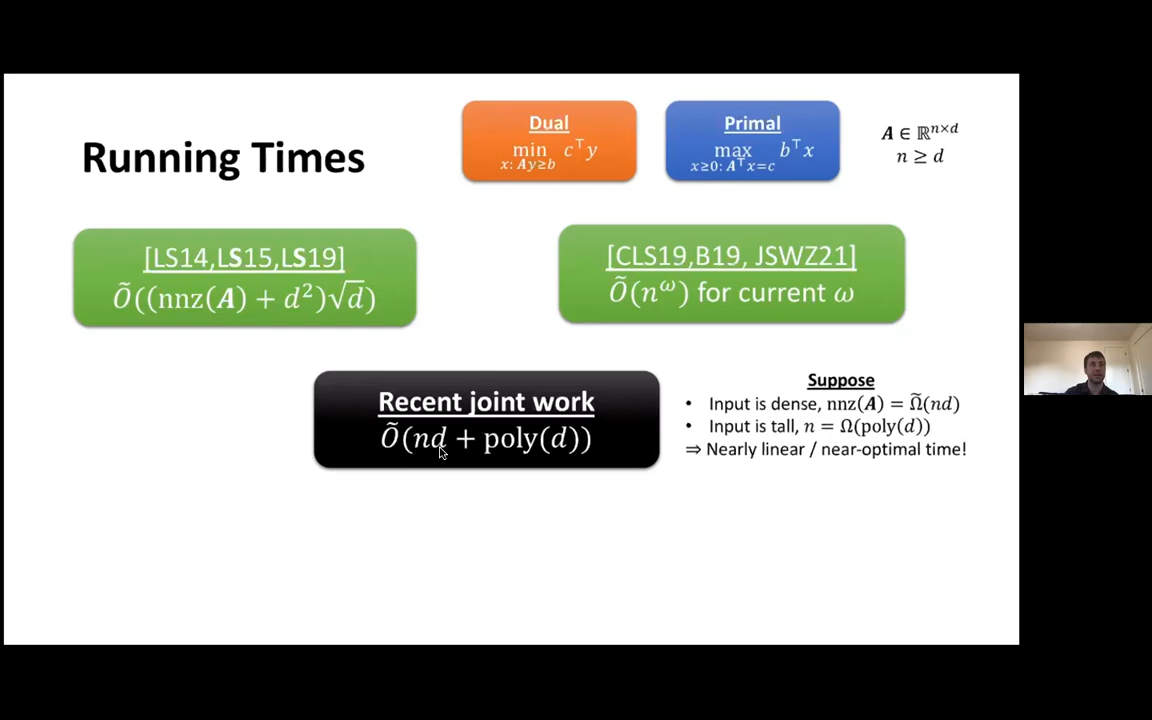 Running Times
Dual
min c⊤y
x: Ay≥b
Primal
max b⊤x
x≥0: A⊤x=c
A ∈ ℝⁿˣᵈ
n ≥ d
[LS14,LS15,LS19]
Õ((nnz(A) + d²)√d)
[CLS19,B19, JSWZ21]
Õ(n^ω) for current ω
Recent joint work
Õ(nd + poly(d))
Suppose
• Input is dense, nnz(A) = Ω̃(nd)
• Input is tall, n = Ω(poly(d))
⇒ Nearly linear / near-optimal time!